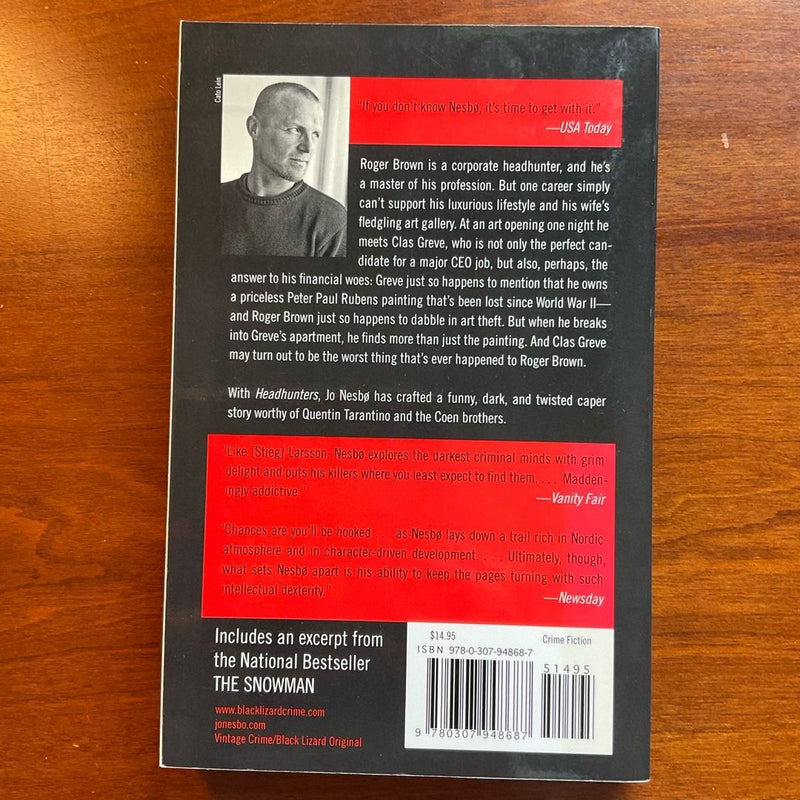 Cato Lein
"If you don't know Nesbø, it's time to get with it."
—USA Today
Roger Brown is a corporate headhunter, and he's
a master of his profession. But one career simply
can't support his luxurious lifestyle and his wife's
fledgling art gallery. At an art opening one night he
meets Clas Greve, who is not only the perfect can-
didate for a major CEO job, but also, perhaps, the
answer to his financial woes: Greve just so happens to mention that he owns
a priceless Peter Paul Rubens painting that's been lost since World War II—
and Roger Brown just so happens to dabble in art theft. But when he breaks
into Greve's apartment, he finds more than just the painting. And Clas Greve
may turn out to be the worst thing that's ever happened to Roger Brown.
With Headhunters, Jo Nesbø has crafted a funny, dark, and twisted caper
story worthy of Quentin Tarantino and the Coen brothers.
"Like [Stieg] Larsson, Nesbø explores the darkest criminal minds with grim
delight and puts his killers where you least expect to find them. . . . Madden-
ingly addictive."
—Vanity Fair
"Chances are you'll be hooked . . . as Nesbø lays down a trail rich in Nordic
atmosphere and in character-driven development. . . . Ultimately, though,
what sets Nesbø apart is his ability to keep the pages turning with such
intellectual dexterity."
—Newsday
Includes an excerpt from
the National Bestseller
THE SNOWMAN
www.blacklizardcrime.com
jonesbo.com
Vintage Crime/Black Lizard Original
$14.95
Crime Fiction
ISBN 978-0-307-94868-7
51495
9 780307 948687